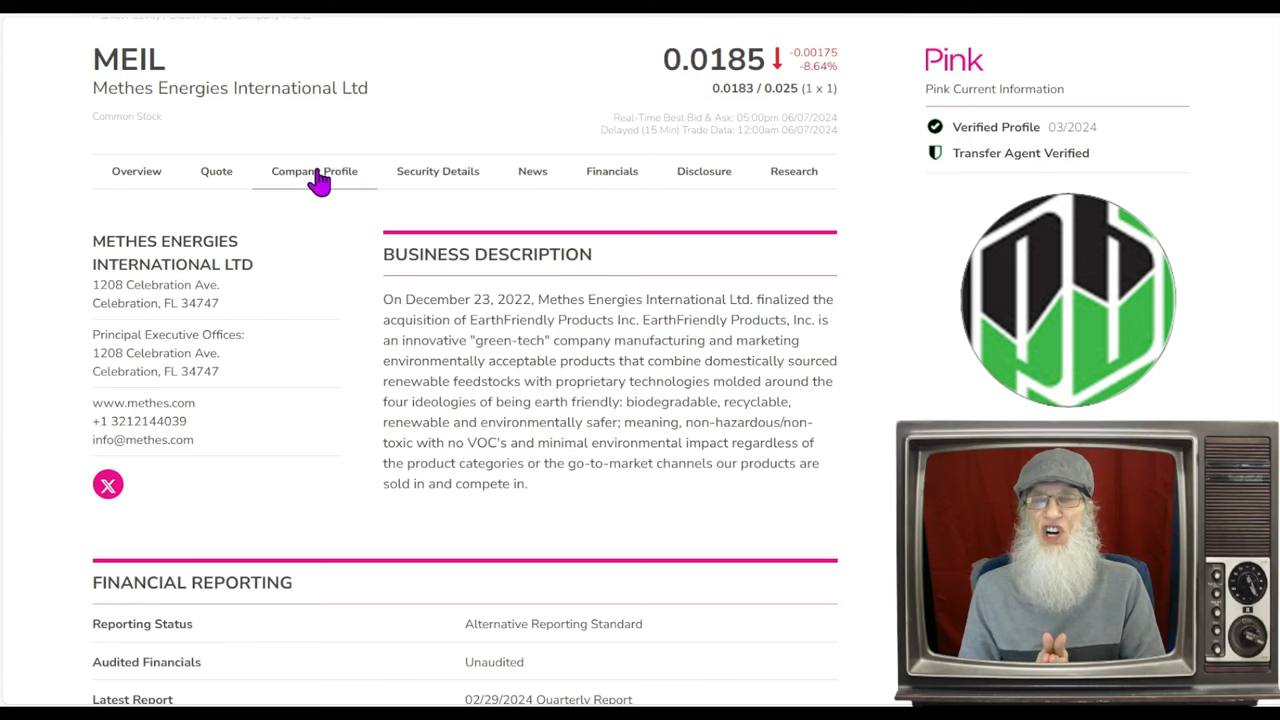 MEIL
Methes Energies International Ltd
Common Stock
0.0185
-0.00175
-8.64%
0.0183 / 0.025 (1 x 1)
Real-Time Best Bid & Ask: 05:00pm 06/07/2024
Delayed (15 Min) Trade Data: 12:00am 06/07/2024
Pink
Pink Current Information
Verified Profile 03/2024
Transfer Agent Verified
Overview Quote Company Profile Security Details News Financials Disclosure Research
METHES ENERGIES
INTERNATIONAL LTD
1208 Celebration Ave.
Celebration, FL 34747
Principal Executive Offices:
1208 Celebration Ave.
Celebration, FL 34747
www.methes.com
+1 3212144039
info@methes.com
X
BUSINESS DESCRIPTION
On December 23, 2022, Methes Energies International Ltd. finalized the
acquisition of EarthFriendly Products Inc. EarthFriendly Products, Inc. is
an innovative "green-tech" company manufacturing and marketing
environmentally acceptable products that combine domestically sourced
renewable feedstocks with proprietary technologies molded around the
four ideologies of being earth friendly: biodegradable, recyclable,
renewable and environmentally safer; meaning, non-hazardous/non-
toxic with no VOC's and minimal environmental impact regardless of
the product categories or the go-to-market channels our products are
sold in and compete in.
FINANCIAL REPORTING
Reporting Status Alternative Reporting Standard
Audited Financials Unaudited
Latest Report 02/29/2024 Quarterly Report